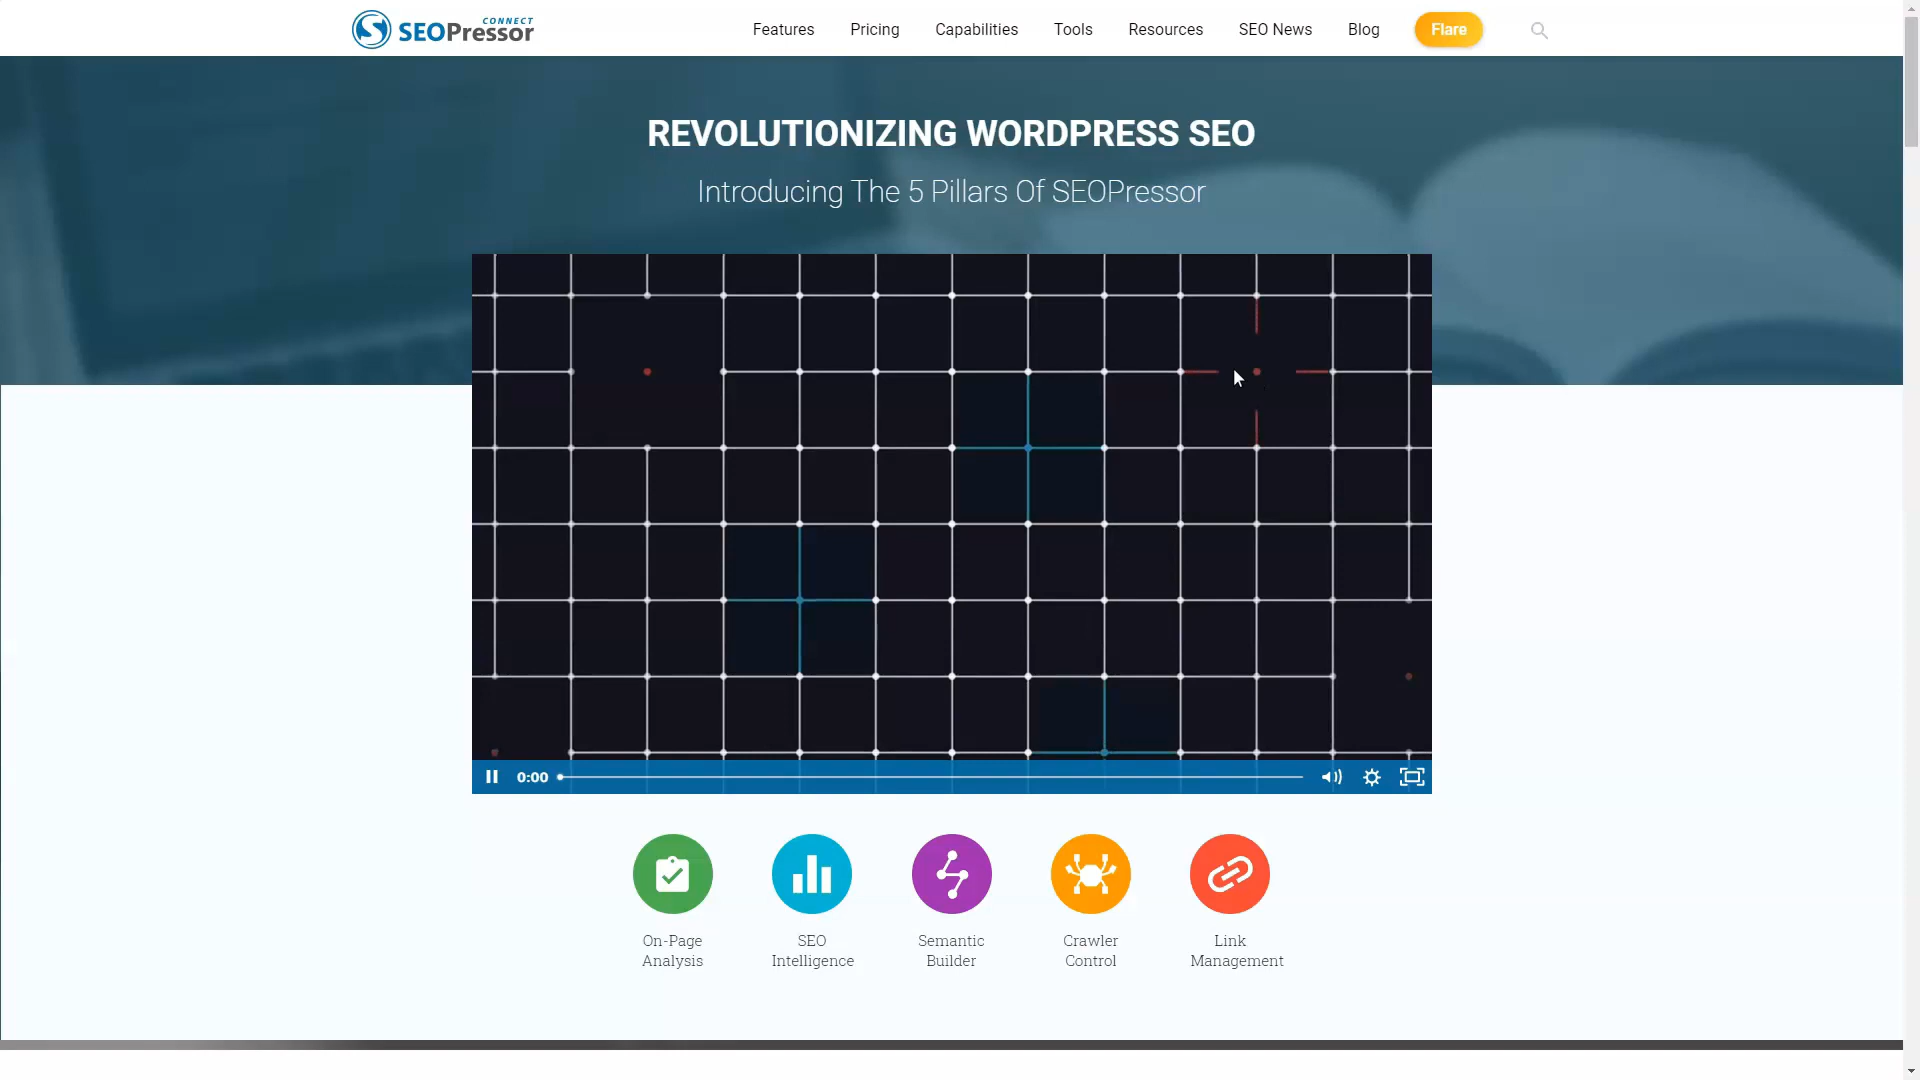 CONNECT
SEOPressor
Features
Pricing
Capabilities
Tools
Resources
SEO News
Blog
Flare
REVOLUTIONIZING WORDPRESS SEO
Introducing The 5 Pillars Of SEOPressor
0:00
On-Page
Analysis
SEO
Intelligence
Semantic
Builder
Crawler
Control
Link
Management